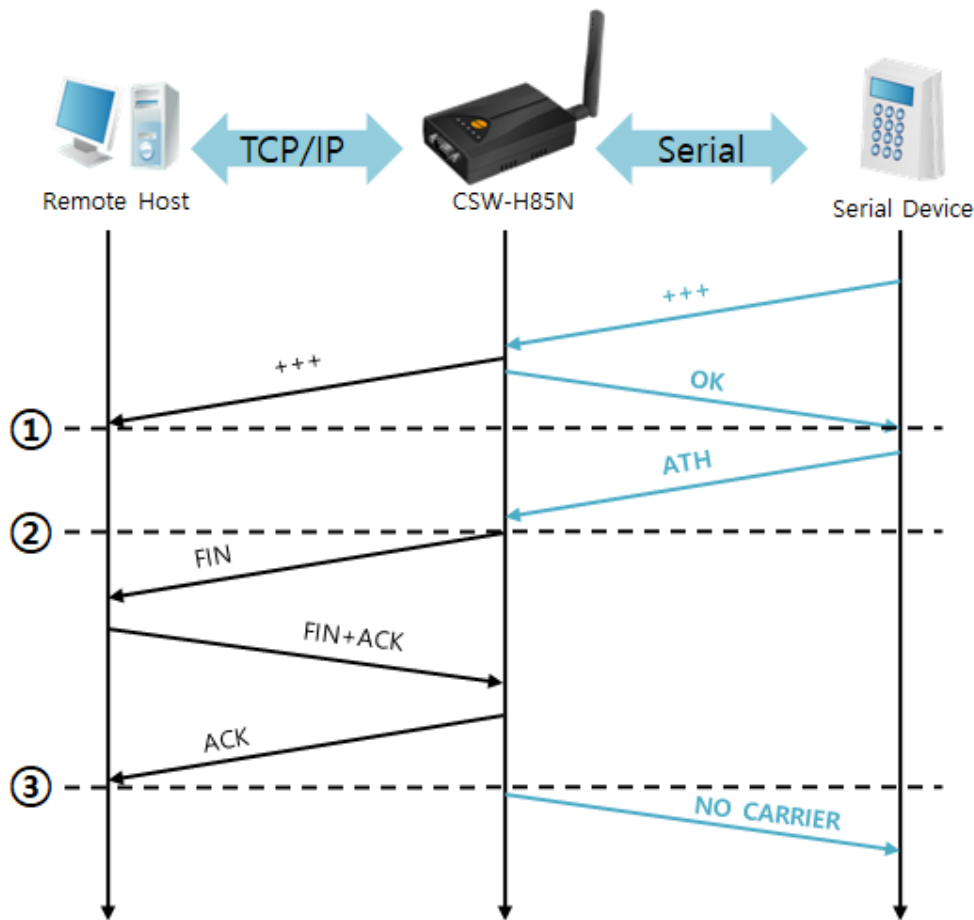 TCP/IP
Serial
Remote Host
CSW-H85N
Serial Device
+++
+++
OK
①
ATH
②
FIN
FIN+ACK
ACK
③
NO CARRIER